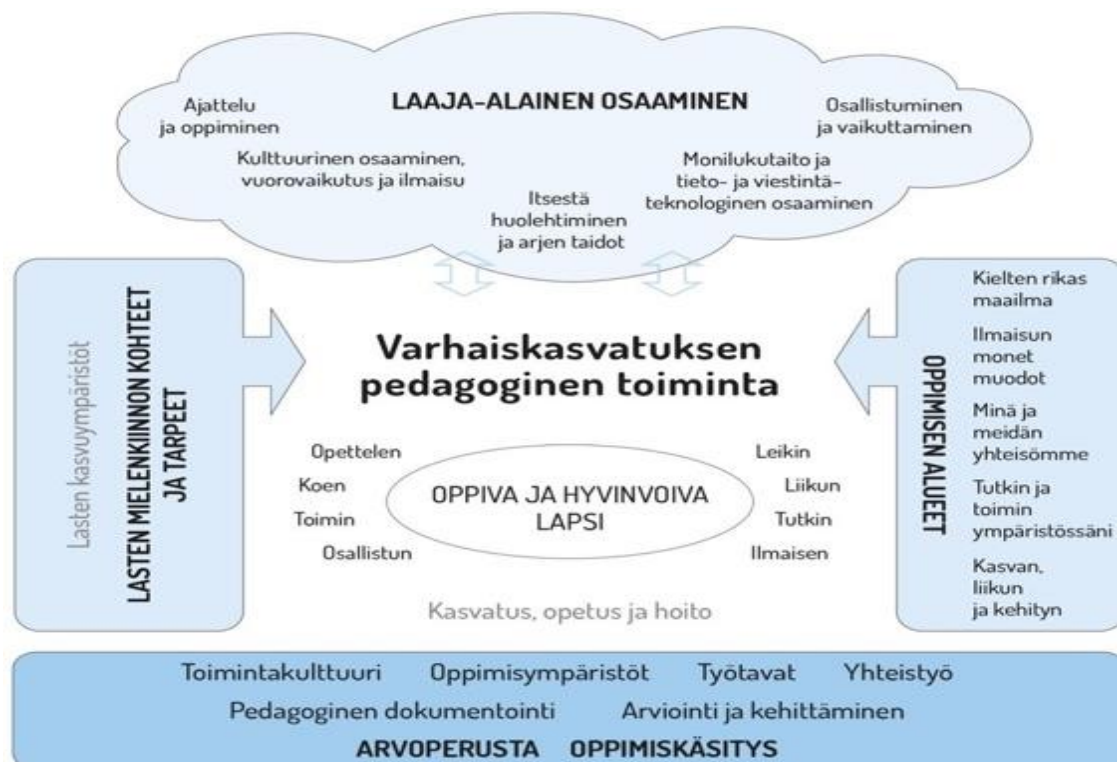 LAAJA-ALAINEN OSAAMINEN
Ajattelu
ja oppiminen
Kulttuurinen osaaminen,
vuorovaikutus ja ilmaisu
Itsestä
huolehtiminen
ja arjen taidot
Monilukutaito ja
tieto- ja viestintä-
teknologinen osaaminen
Osallistuminen
ja vaikuttaminen
Lasten kasvuympäristöt
LASTEN MIELENKIINNON KOHTEET
JA TARPEET
Varhaiskasvatuksen
pedagoginen toiminta
Opettelen
Koen
Toimin
Osallistun
OPPIVA JA HYVINVOIVA
LAPSI
Leikin
Liikun
Tutkin
Ilmaisen
Kasvatus, opetus ja hoito
OPPIMISEN ALUEET
Kielten rikas
maailma
Ilmaisun
monet
muodot
Minä ja
meidän
yhteisömme
Tutkin ja
toimin
ympäristössäni
Kasvan,
liikun
ja kehityn
Toimintakulttuuri Oppimisympäristöt Työtavat Yhteistyö
Pedagoginen dokumentointi Arviointi ja kehittäminen
ARVOPERUSTA OPPIMISKÄSITYS